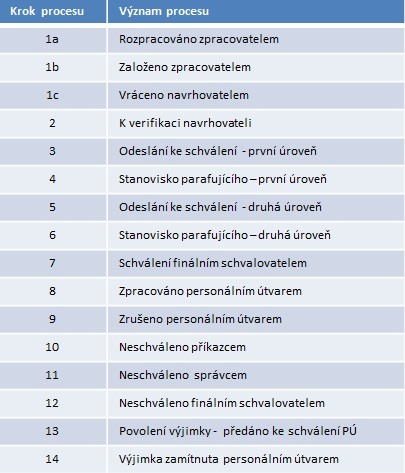 Krok procesu Význam procesu
1a Rozpracováno zpracovatelem
1b Založeno zpracovatelem
1c Vráceno navrhovatelem
2 K verifikaci navrhovateli
3 Odeslání ke schválení - první úroveň
4 Stanovisko parafujícího – první úroveň
5 Odeslání ke schválení - druhá úroveň
6 Stanovisko parafujícího – druhá úroveň
7 Schválení finálním schvalovatelem
8 Zpracováno personálním útvarem
9 Zrušeno personálním útvarem
10 Neschváleno příkazcem
11 Neschváleno správcem
12 Neschváleno finálním schvalovatelem
13 Povolení výjimky - předáno ke schválení PÚ
14 Výjimka zamítnuta personálním útvarem